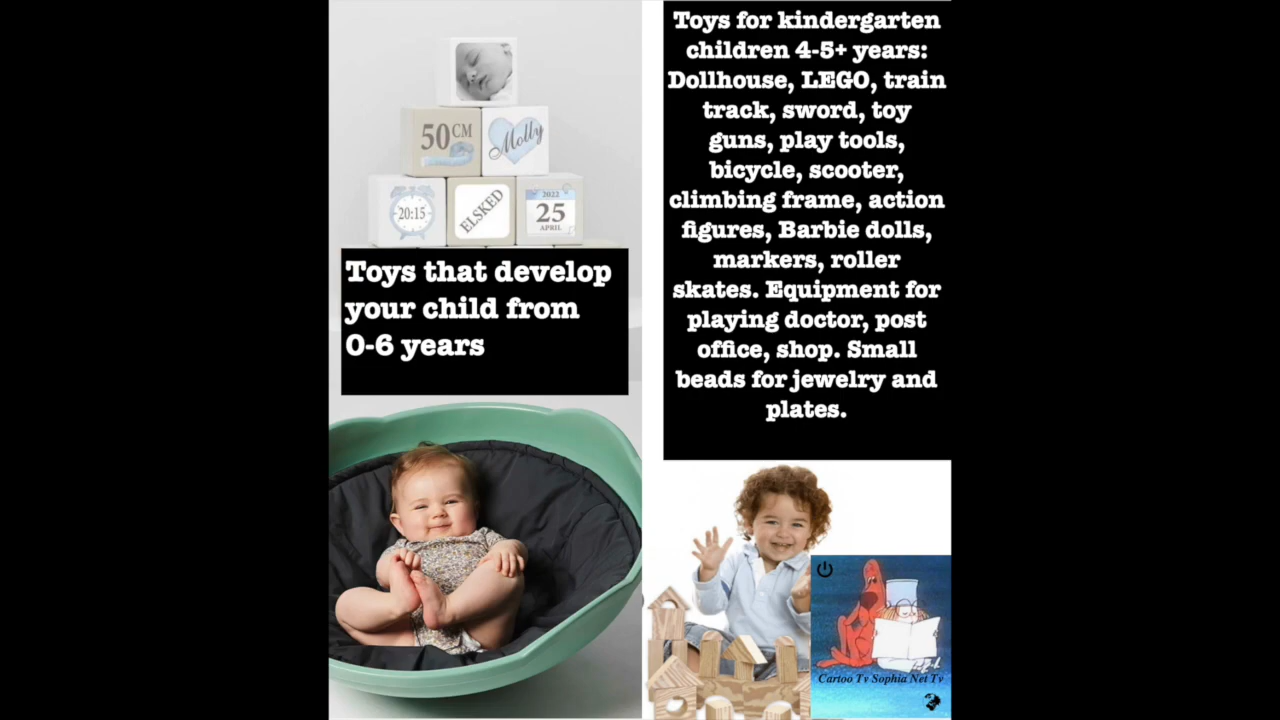 50CM
Molly
20:15
ELSKED
2022
25
APRIL
Toys that develop
your child from
0-6 years
Toys for kindergarten
children 4-5+ years:
Dollhouse, LEGO, train
track, sword, toy
guns, play tools,
bicycle, scooter,
climbing frame, action
figures, Barbie dolls,
markers, roller
skates. Equipment for
playing doctor, post
office, shop. Small
beads for jewelry and
plates.
Cartoo Tv Sophia Net Tv